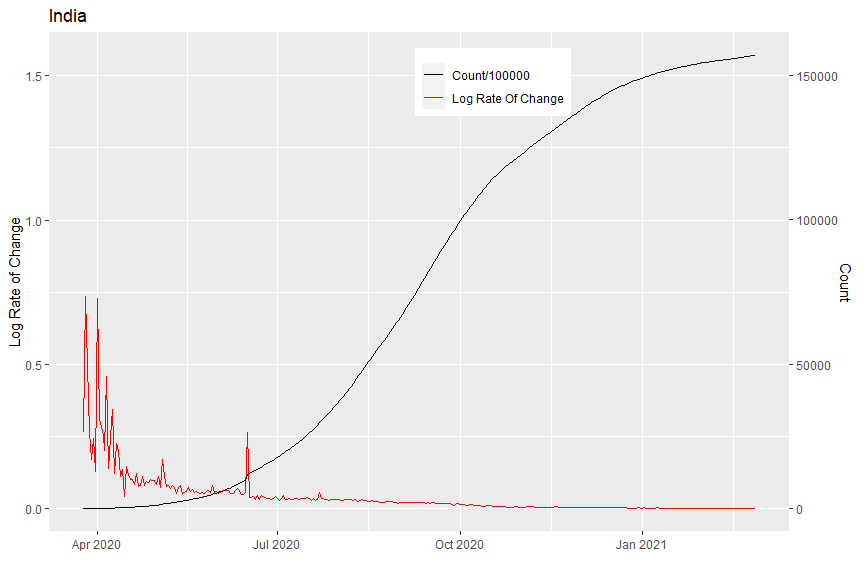 India
Count/100000
Log Rate Of Change
1.5
1.0
0.5
0.0
Log Rate of Change
150000
100000
50000
0
Count
Apr 2020
Jul 2020
Oct 2020
Jan 2021